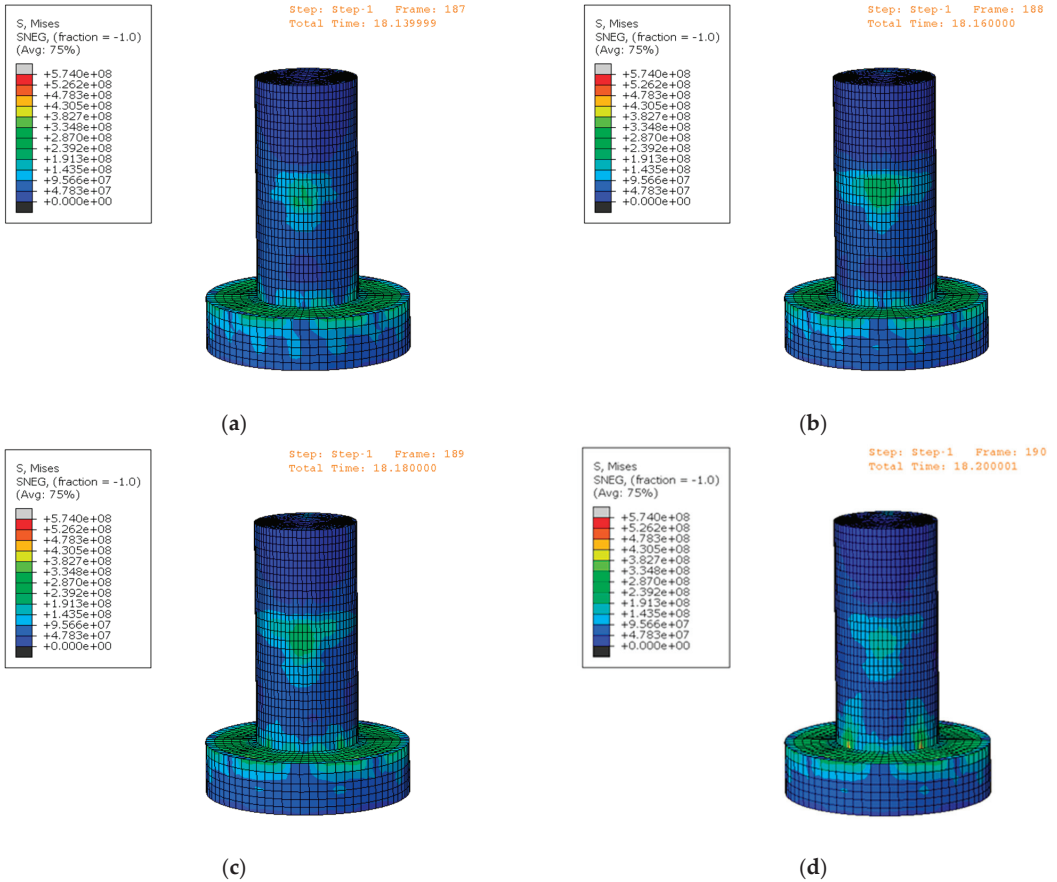 Step: Step-1 Frame: 187
Total Time: 18.139999
S, Mises
SNEG, (fraction = -1.0)
(Avg: 75%)
+5.740e+08
+5.262e+08
+4.783e+08
+4.305e+08
+3.827e+08
+3.348e+08
+2.870e+08
+2.392e+08
+1.913e+08
+1.435e+08
+9.566e+07
+4.783e+07
+0.000e+00
(a)
Step: Step-1 Frame: 188
Total Time: 18.160000
S, Mises
SNEG, (fraction = -1.0)
(Avg: 75%)
+5.740e+08
+5.262e+08
+4.783e+08
+4.305e+08
+3.827e+08
+3.348e+08
+2.870e+08
+2.392e+08
+1.913e+08
+1.435e+08
+9.566e+07
+4.783e+07
+0.000e+00
(b)
Step: Step-1 Frame: 189
Total Time: 18.180000
S, Mises
SNEG, (fraction = -1.0)
(Avg: 75%)
+5.740e+08
+5.262e+08
+4.783e+08
+4.305e+08
+3.827e+08
+3.348e+08
+2.870e+08
+2.392e+08
+1.913e+08
+1.435e+08
+9.566e+07
+4.783e+07
+0.000e+00
(c)
Step: Step-1 Frame: 190
Total Time: 18.200001
S, Mises
SNEG, (fraction = -1.0)
(Avg: 75%)
+5.740e+08
+5.262e+08
+4.783e+08
+4.305e+08
+3.827e+08
+3.348e+08
+2.870e+08
+2.392e+08
+1.913e+08
+1.435e+08
+9.566e+07
+4.783e+07
+0.000e+00
(d)